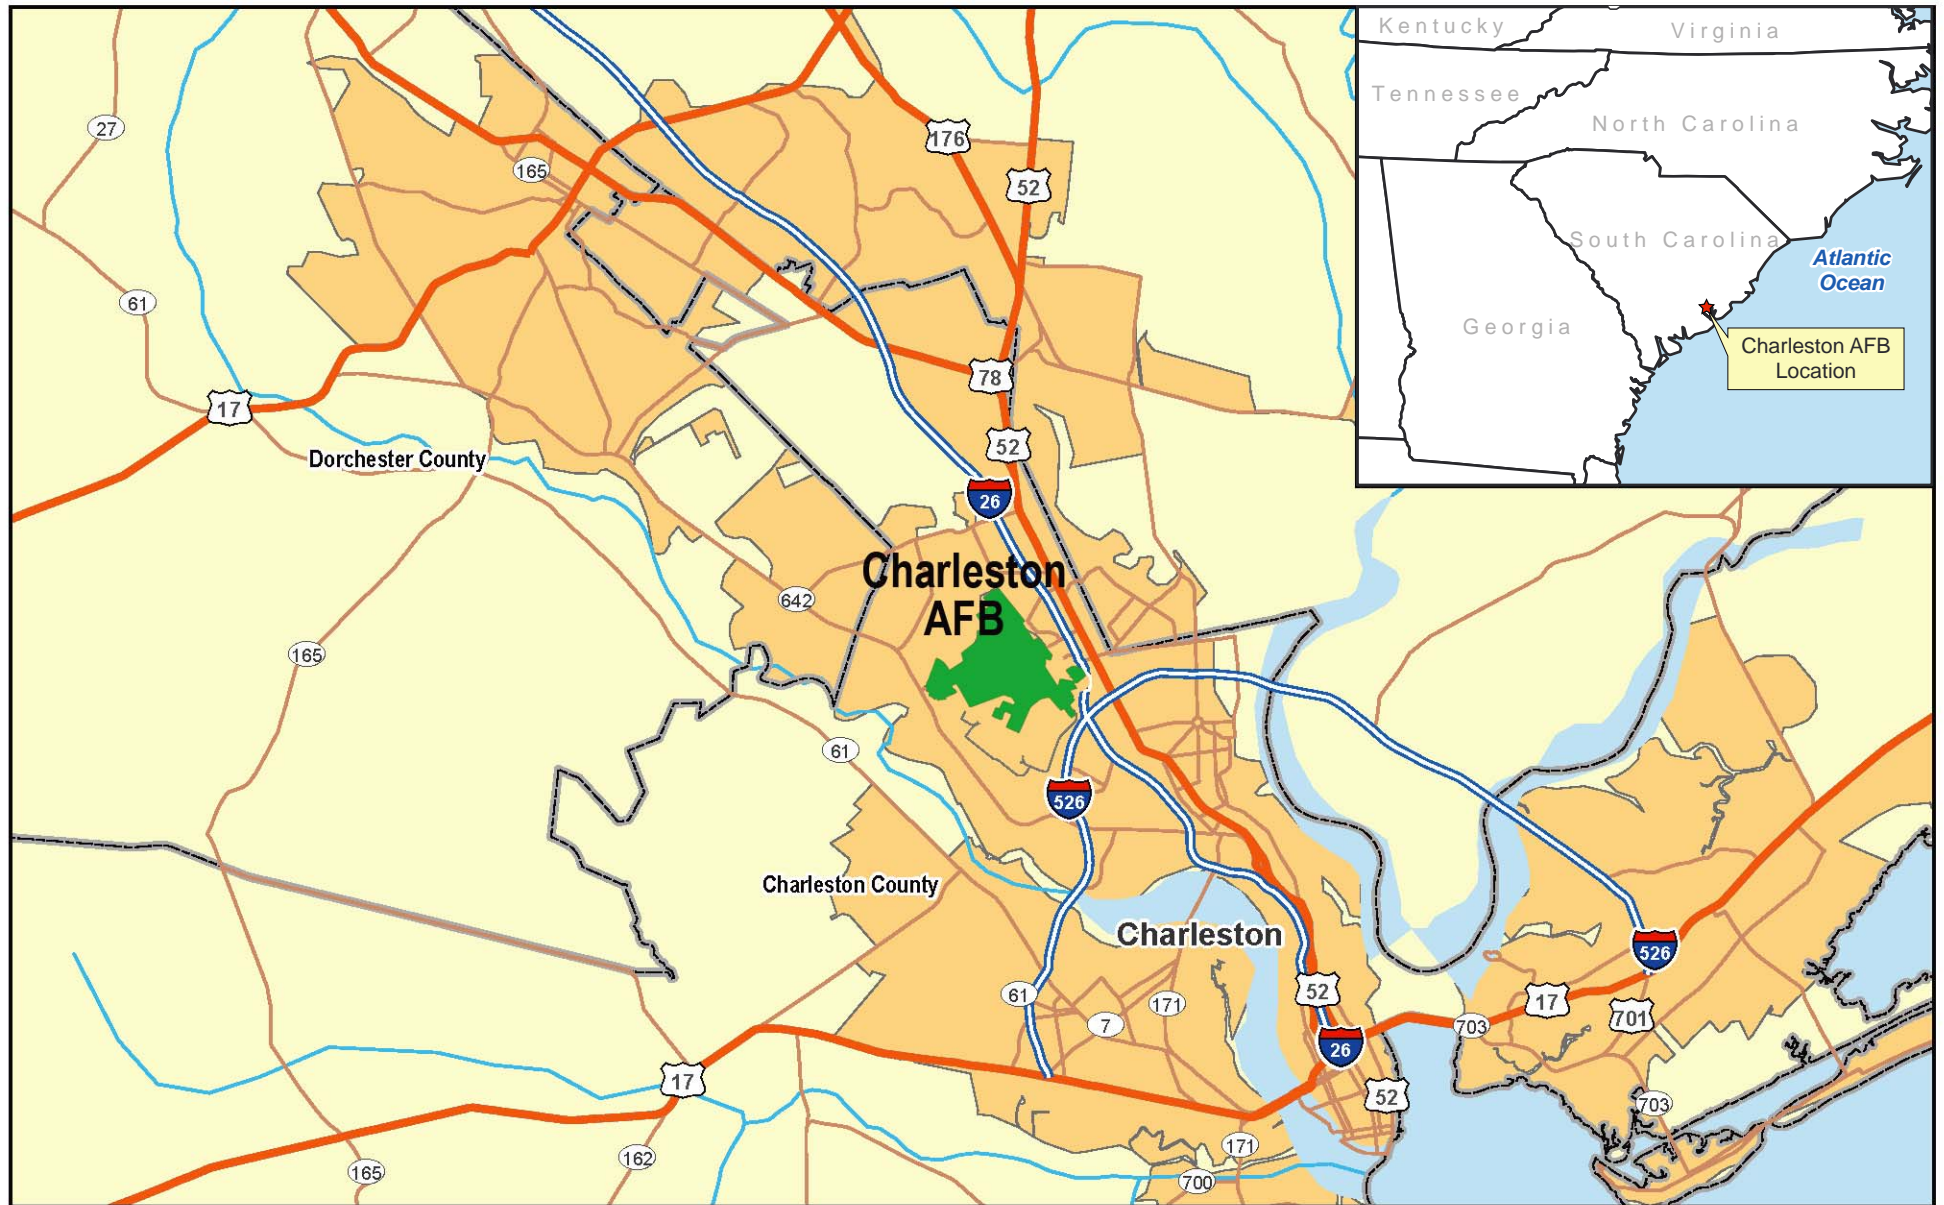 Kentucky
Virginia
Tennessee
North Carolina
South Carolina
Georgia
Atlantic
Ocean
Charleston AFB
Location
27
176
165
52
61
78
17
52
Dorchester County
26
Charleston
AFB
642
165
61
526
Charleston County
Charleston
526
61
171
52
17
701
7
703
26
17
52
703
171
162
165
700